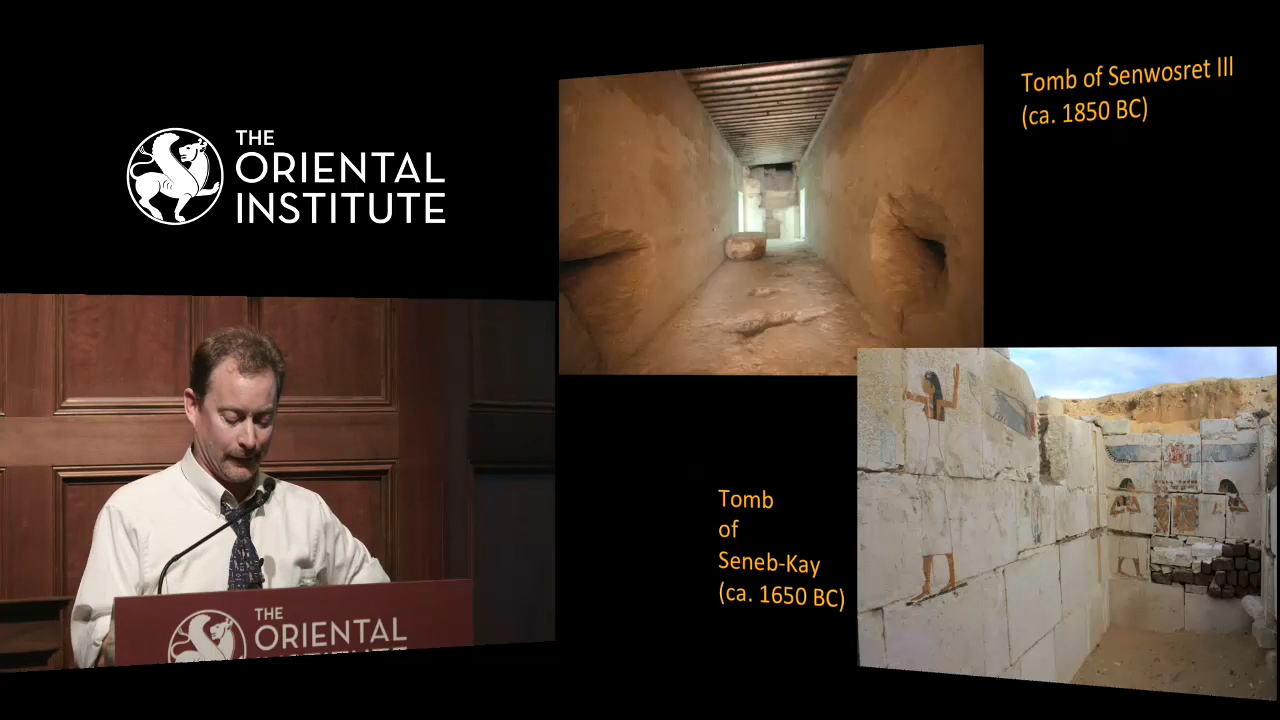 THE
ORIENTAL
INSTITUTE
Tomb of Senwosret III
(ca. 1850 BC)
Tomb
of
Seneb-Kay
(ca. 1650 BC)
THE
ORIENTAL
INSTITUTE